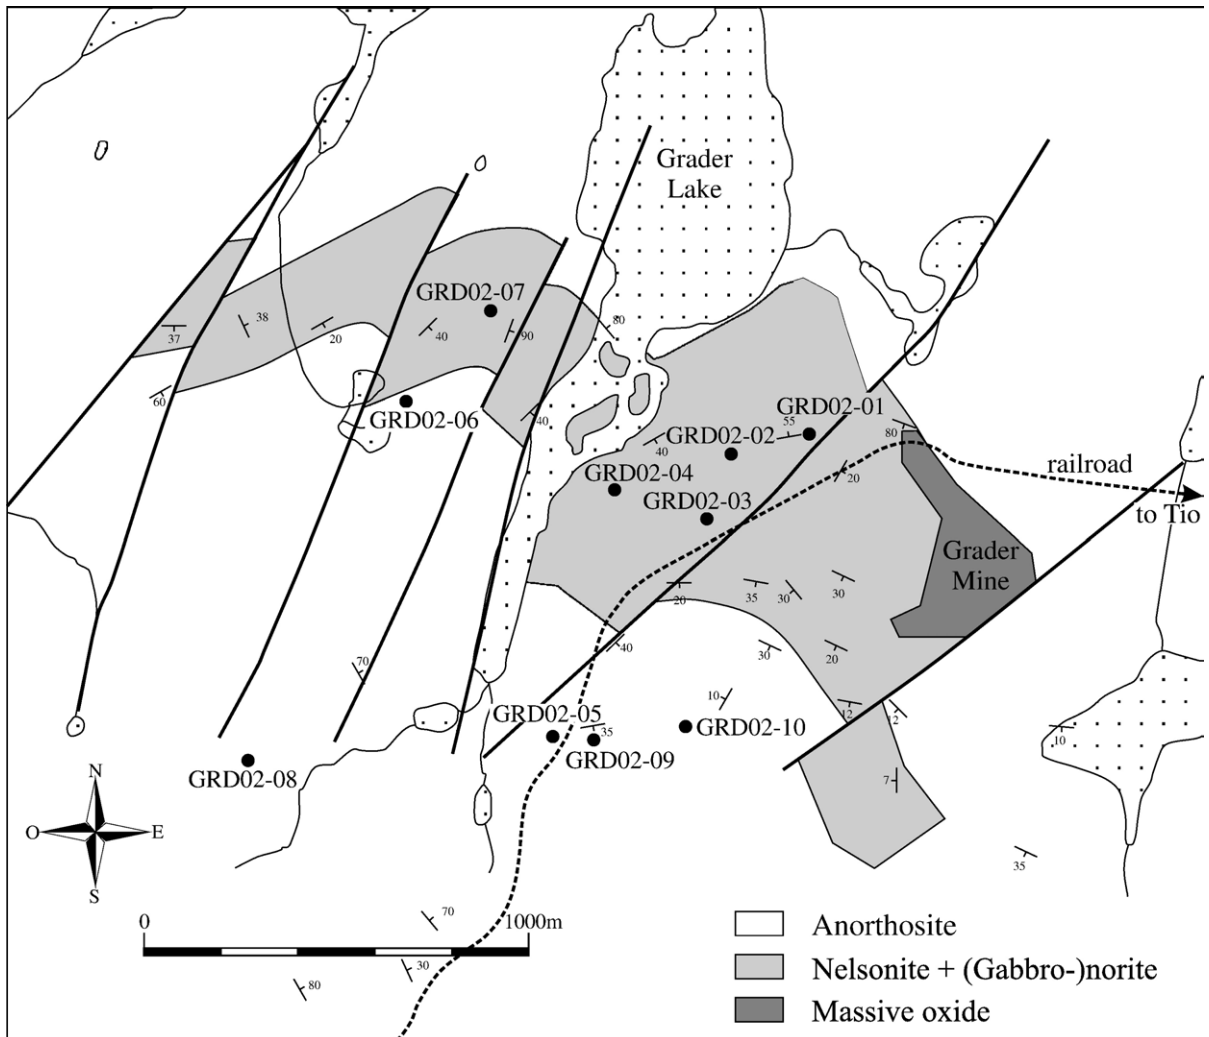 Grader
Lake
GRD02-07
38
37
20
40
90
80
60
GRD02-06
40
GRD02-01
55
GRD02-02
40
80
GRD02-04
20
railroad
GRD02-03
to Tio
Grader
Mine
20
35
30
30
40
30
20
70
10
12
12
GRD02-05
35
GRD02-10
10
GRD02-09
GRD02-08
7
N
O
E
S
35
0
1000m
70
30
80
Anorthosite
Nelsonite + (Gabbro-)norite
Massive oxide